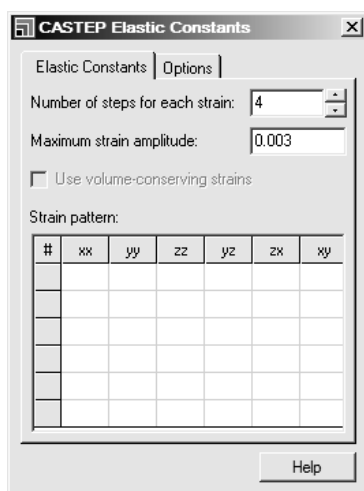 CASTEP Elastic Constants
Elastic Constants Options
Number of steps for each strain: 4
Maximum strain amplitude: 0.003
Use volume-conserving strains
Strain pattern:
# xx yy zz yz zx xy
Help